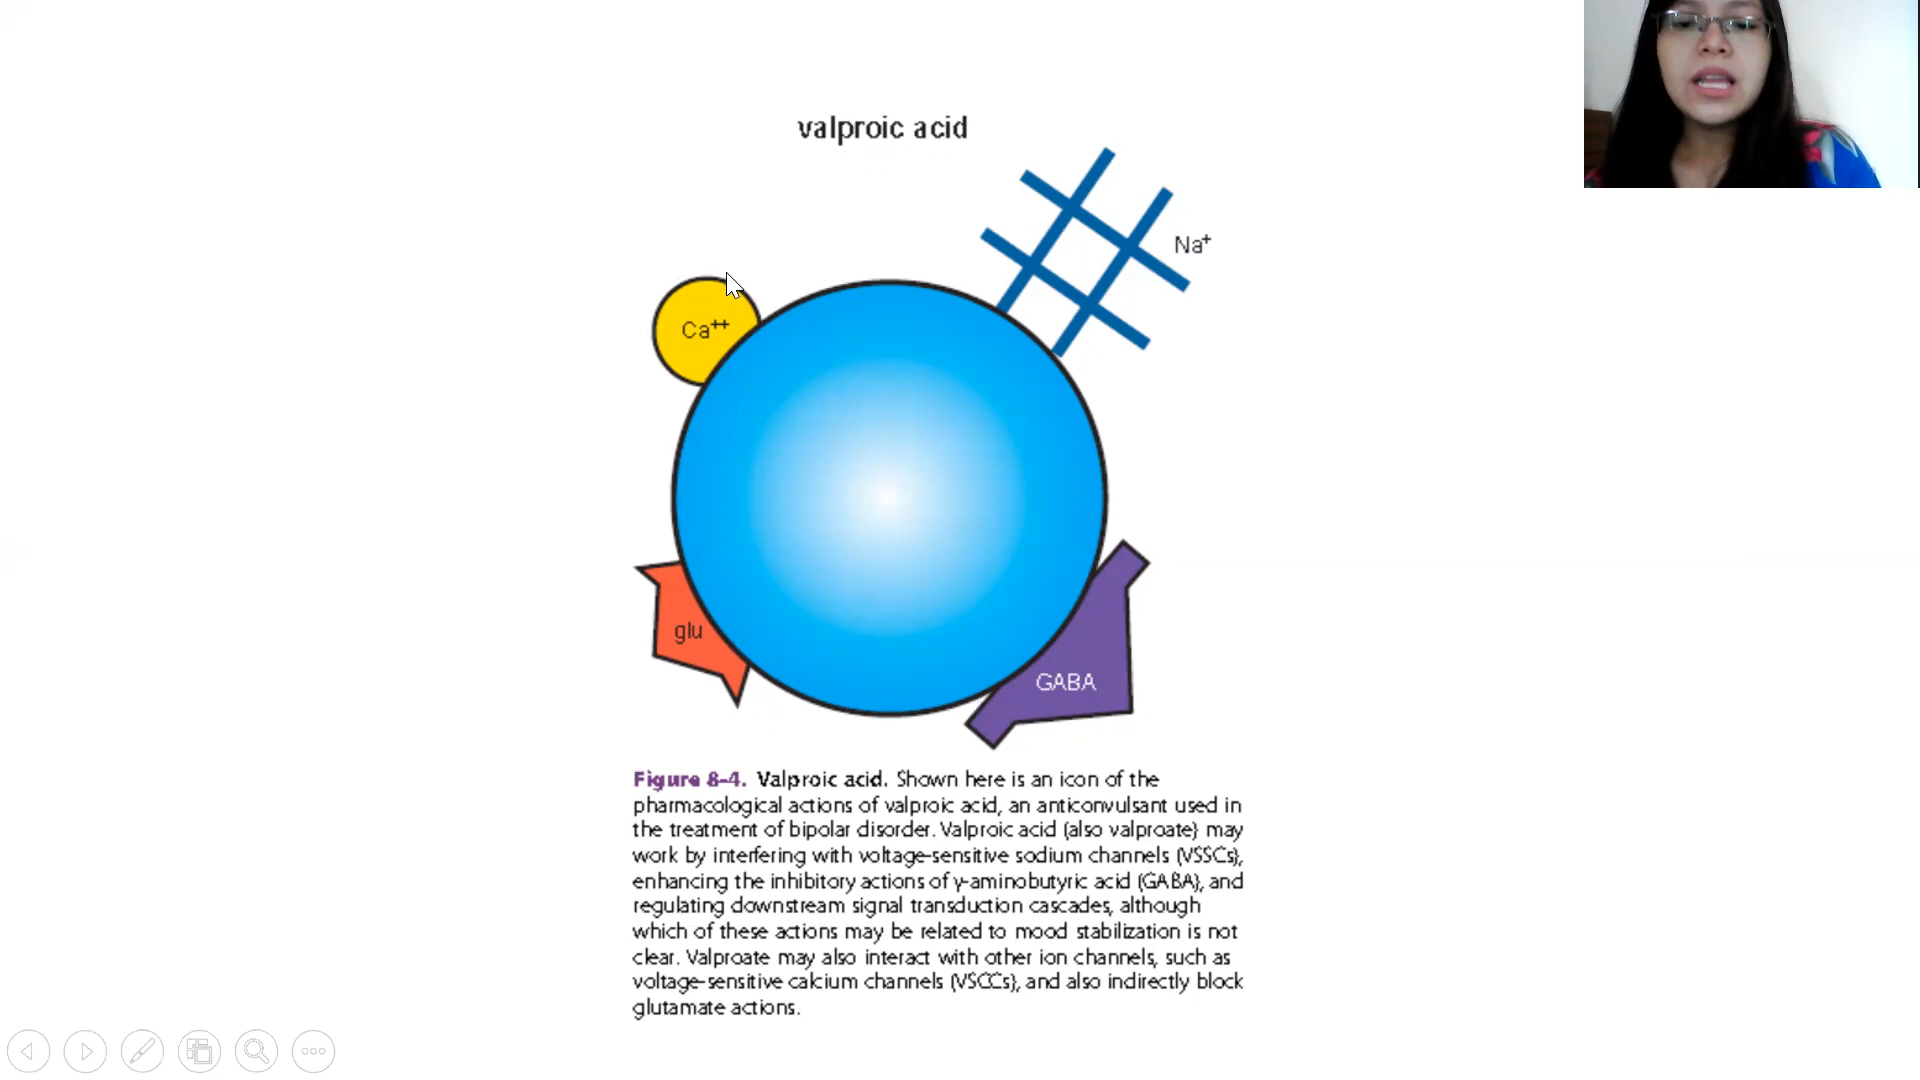 valproic acid
Na⁺
Ca⁺⁺
glu
GABA
Figure 8-4. Valproic acid. Shown here is an icon of the
pharmacological actions of valproic acid, an anticonvulsant used in
the treatment of bipolar disorder. Valproic acid (also valproate) may
work by interfering with voltage-sensitive sodium channels (VSSCs),
enhancing the inhibitory actions of γ-aminobutyric acid (GABA), and
regulating downstream signal transduction cascades, although
which of these actions may be related to mood stabilization is not
clear. Valproate may also interact with other ion channels, such as
voltage-sensitive calcium channels (VSCCs), and also indirectly block
glutamate actions.